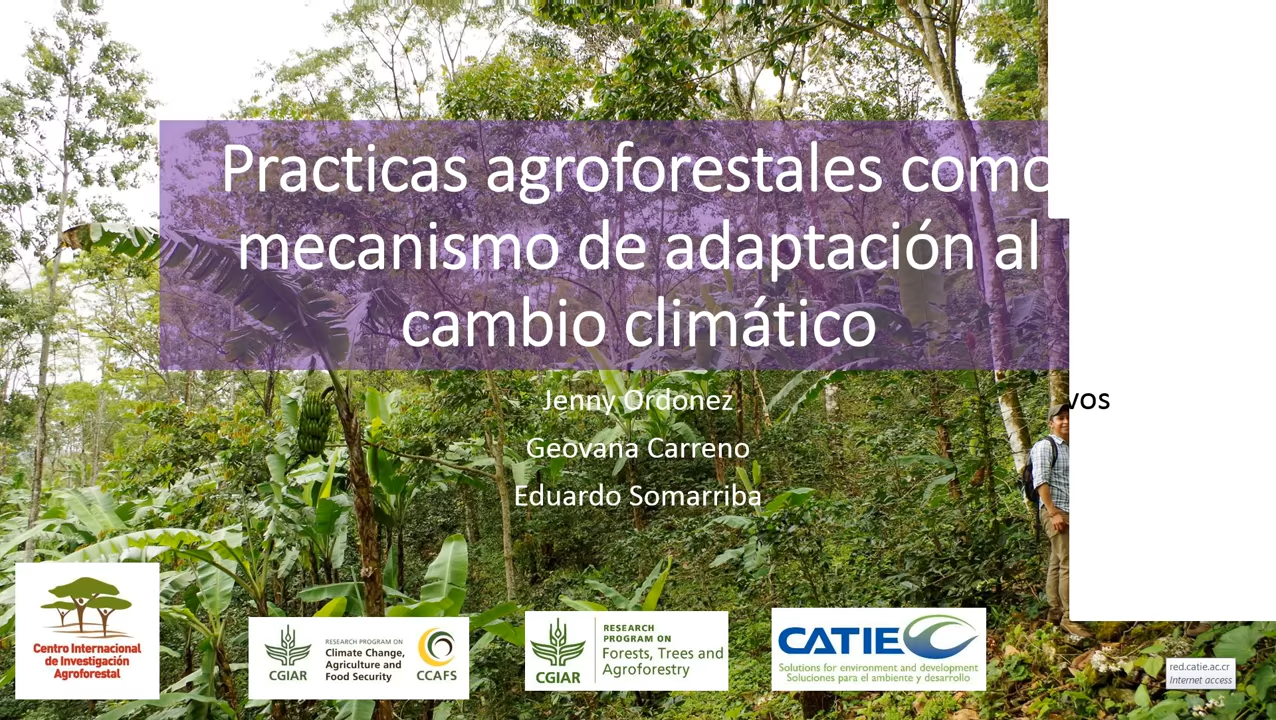 Practicas agroforestales como
mecanismo de adaptación al
cambio climático
vos
Jenny Ordonez
Geovana Carreno
Eduardo Somarriba
Centro Internacional
de Investigación
Agroforestal
CGIAR
RESEARCH PROGRAM ON
Climate Change,
Agriculture and
Food Security
CCAFS
CGIAR
RESEARCH
PROGRAM ON
Forests, Trees and
Agroforestry
CATIE
Solutions for environment and development
Soluciones para el ambiente y desarrollo
red.catie.ac.cr
Internet access